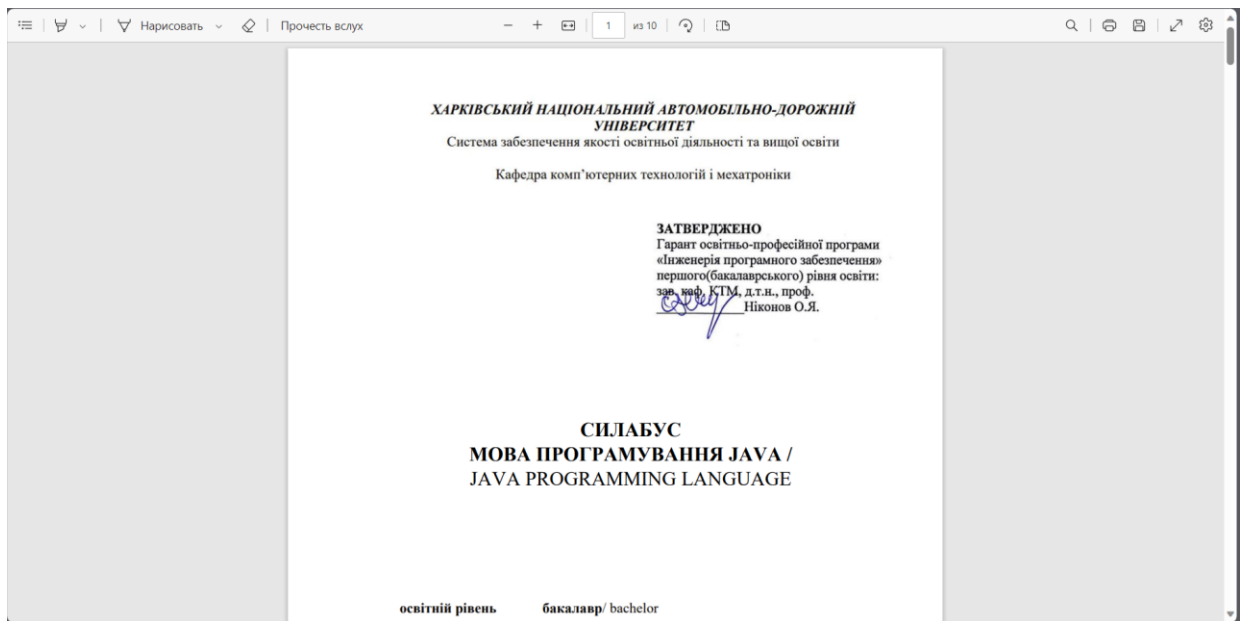 Нарисовать
Прочесть вслух
1 из 10
ХАРКІВСЬКИЙ НАЦІОНАЛЬНИЙ АВТОМОБІЛЬНО-ДОРОЖНІЙ
УНІВЕРСИТЕТ
Система забезпечення якості освітньої діяльності та вищої освіти
Кафедра комп’ютерних технологій і мехатроніки
ЗАТВЕРДЖЕНО
Гарант освітньо-професійної програми
«Інженерія програмного забезпечення»
першого(бакалаврського) рівня освіти:
зав. каф. КТМ, д.т.н., проф.
Ніконов О.Я.
СИЛАБУС
МОВА ПРОГРАМУВАННЯ JAVA /
JAVA PROGRAMMING LANGUAGE
освітній рівень бакалавр/ bachelor